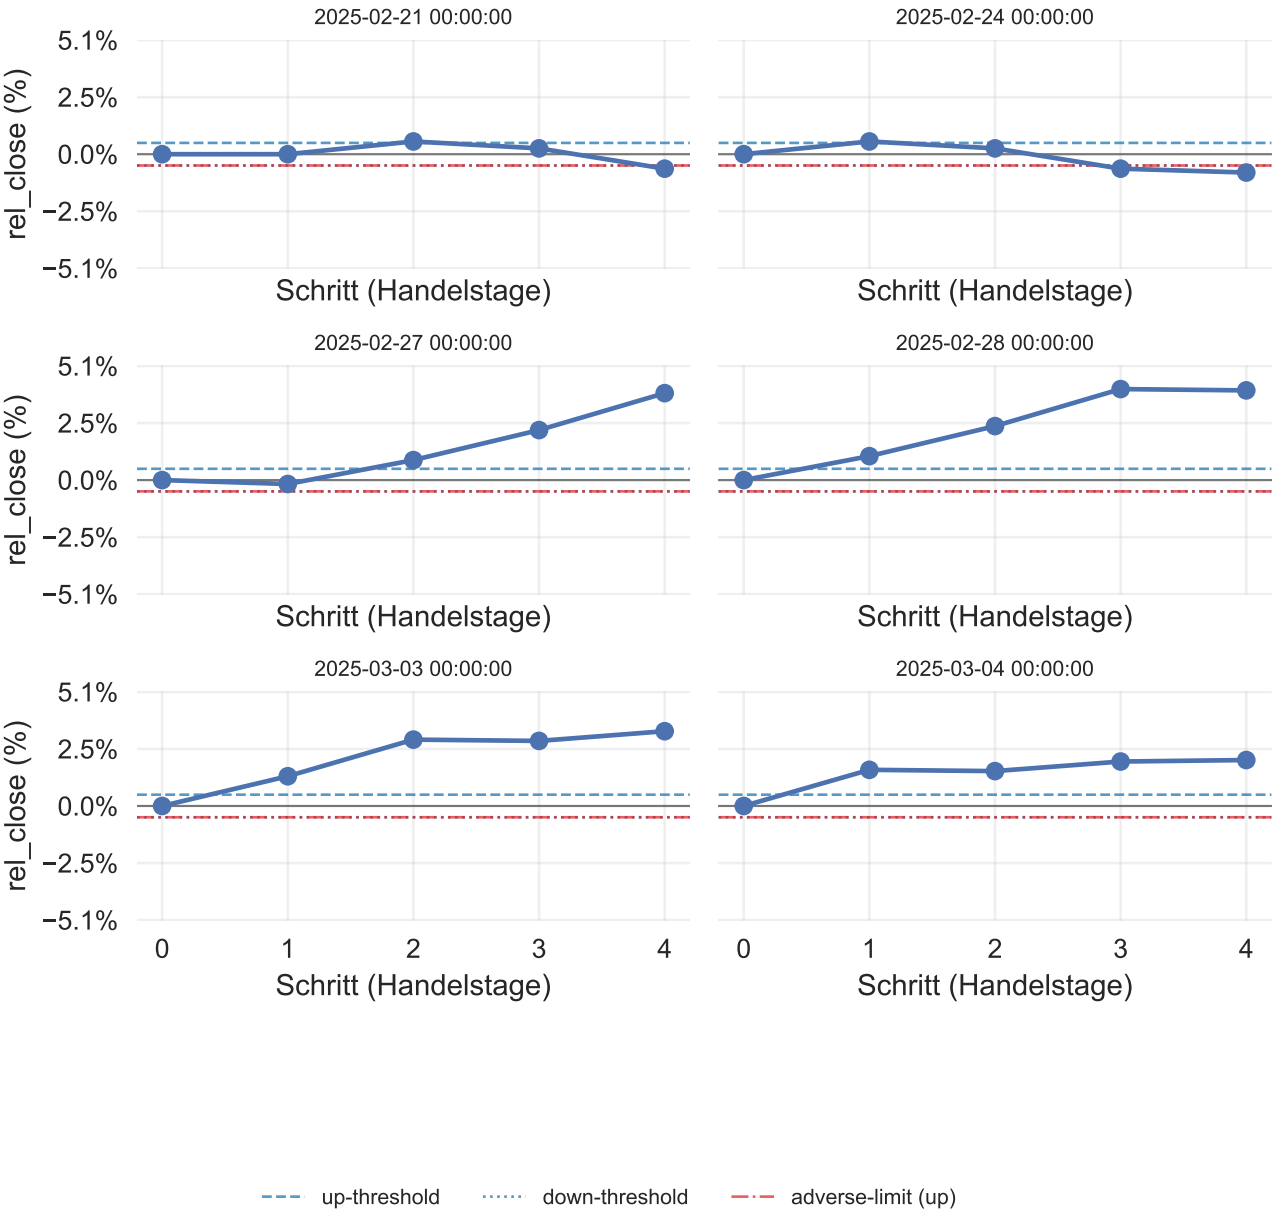 2025-02-21 00:00:00
2025-02-24 00:00:00
5.1%
2.5%
0.0%
−2.5%
−5.1%
rel_close (%)
Schritt (Handelstage)
Schritt (Handelstage)
2025-02-27 00:00:00
2025-02-28 00:00:00
5.1%
2.5%
0.0%
−2.5%
−5.1%
rel_close (%)
Schritt (Handelstage)
Schritt (Handelstage)
2025-03-03 00:00:00
2025-03-04 00:00:00
5.1%
2.5%
0.0%
−2.5%
−5.1%
rel_close (%)
0 1 2 3 4
0 1 2 3 4
Schritt (Handelstage)
Schritt (Handelstage)
up-threshold down-threshold adverse-limit (up)